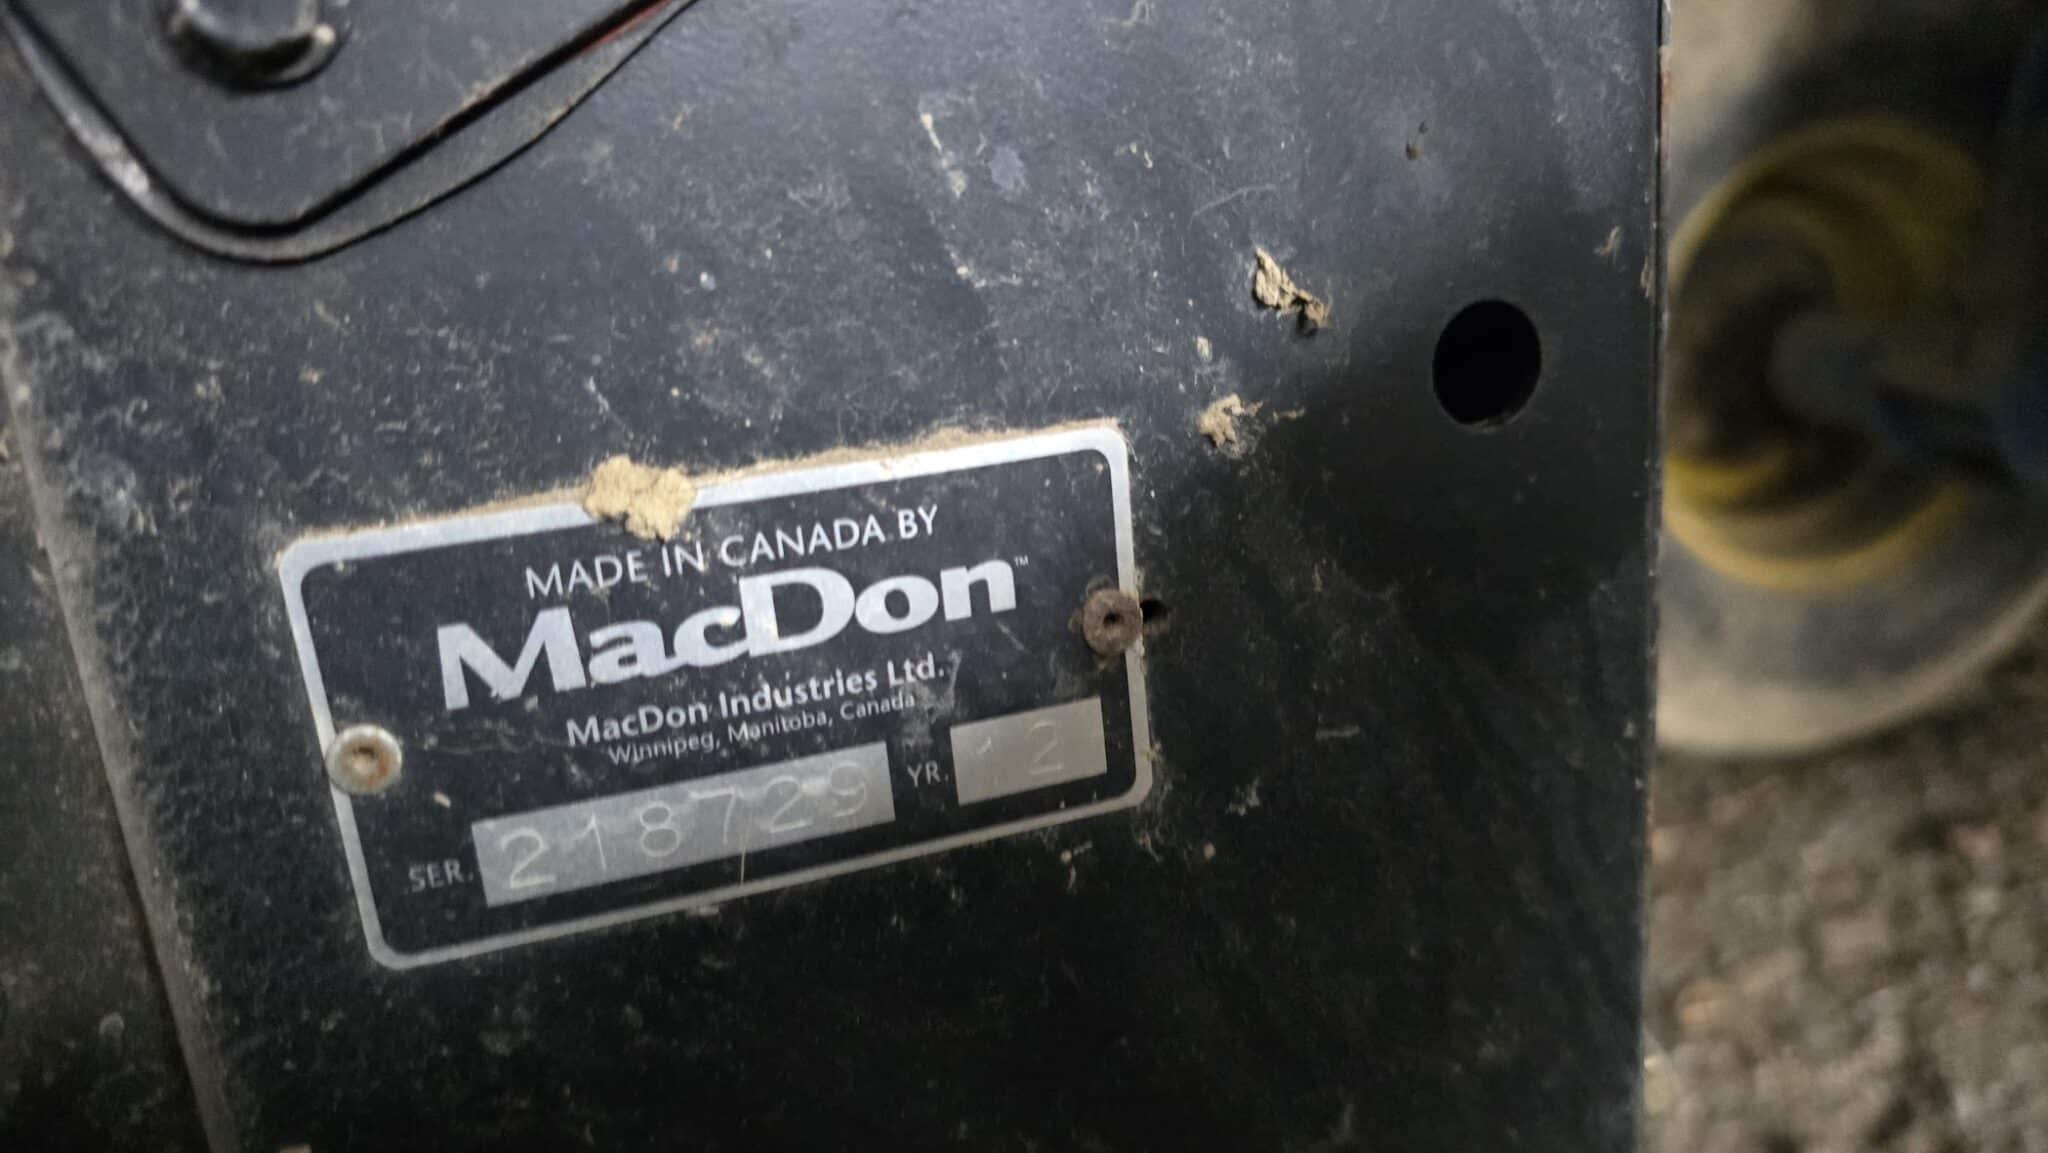 MADE IN CANADA BY
MacDon™
MacDon Industries Ltd.
Winnipeg, Manitoba, Canada
SER. 218729 YR. 12